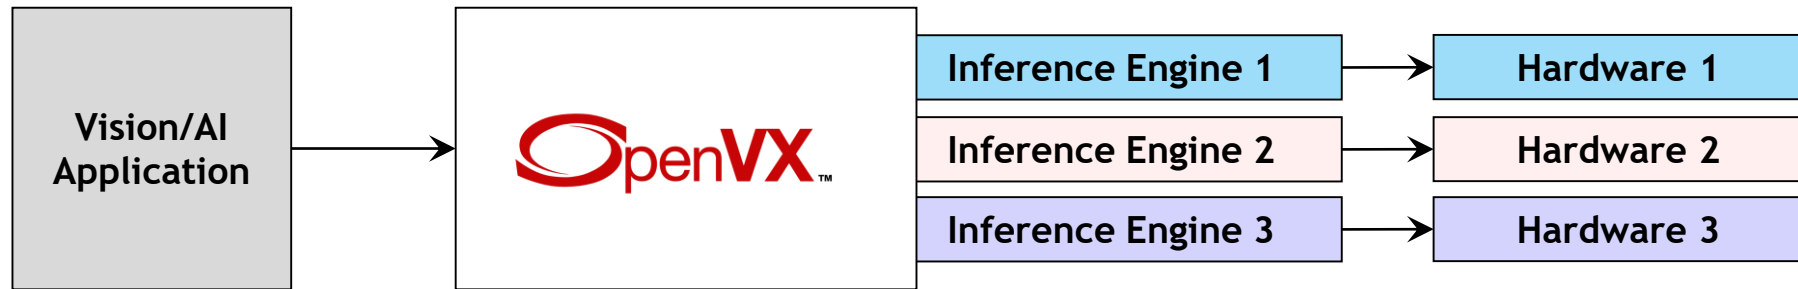 Vision/AI
Application
OpenVX™
Inference Engine 1
Hardware 1
Inference Engine 2
Hardware 2
Inference Engine 3
Hardware 3